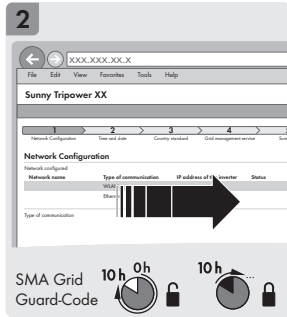 2
XXX.XXX.XX.X
File Edit View Favorites Tools Help
Sunny Tripower XX
1 2 3 4
Network Configuration Time and date Country standard Grid management service
Network Configuration
Network configured
Network name Type of communication IP address of the inverter Status
WLAN
Type of communication
SMA Grid Guard-Code
10 h 0h 10 h ...